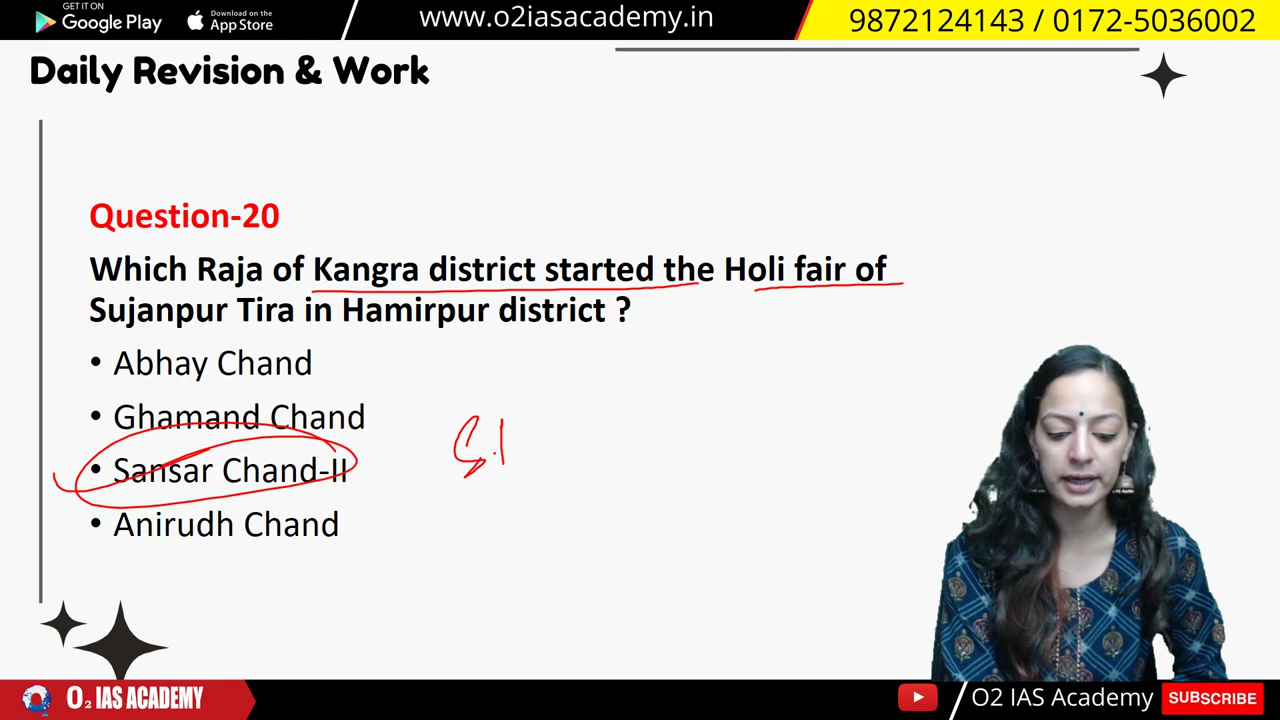 GET IT ON
Google Play
Download on the
App Store
www.o2iasacademy.in
9872124143 / 0172-5036002
Daily Revision & Work
Question-20
Which Raja of Kangra district started the Holi fair of
Sujanpur Tira in Hamirpur district ?
• Abhay Chand
• Ghamand Chand
• Sansar Chand-II
• Anirudh Chand
O2 IAS ACADEMY
O2 IAS Academy
SUBSCRIBE